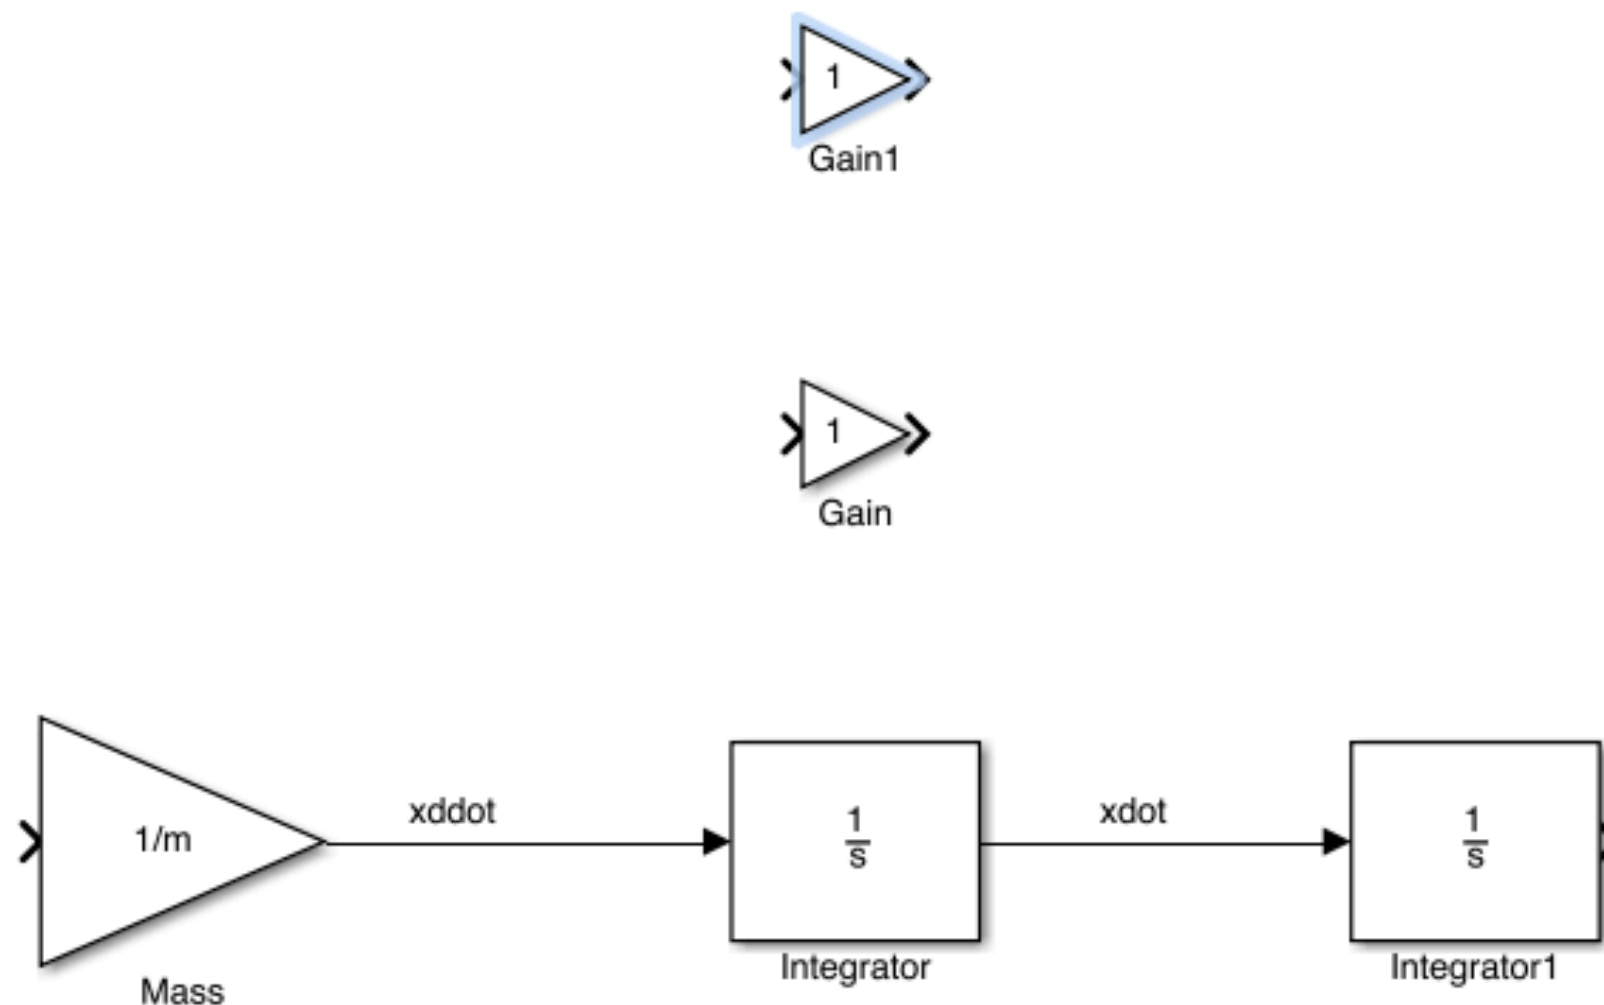 1
Gain1
1
Gain
1/m
xddot
1
s
xdot
1
s
Mass
Integrator
Integrator1